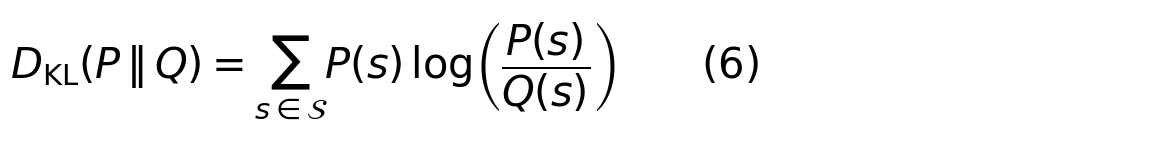 D_KL(P ∥ Q) = ∑_{s ∈ 𝒮} P(s) log(P(s)/Q(s)) (6)